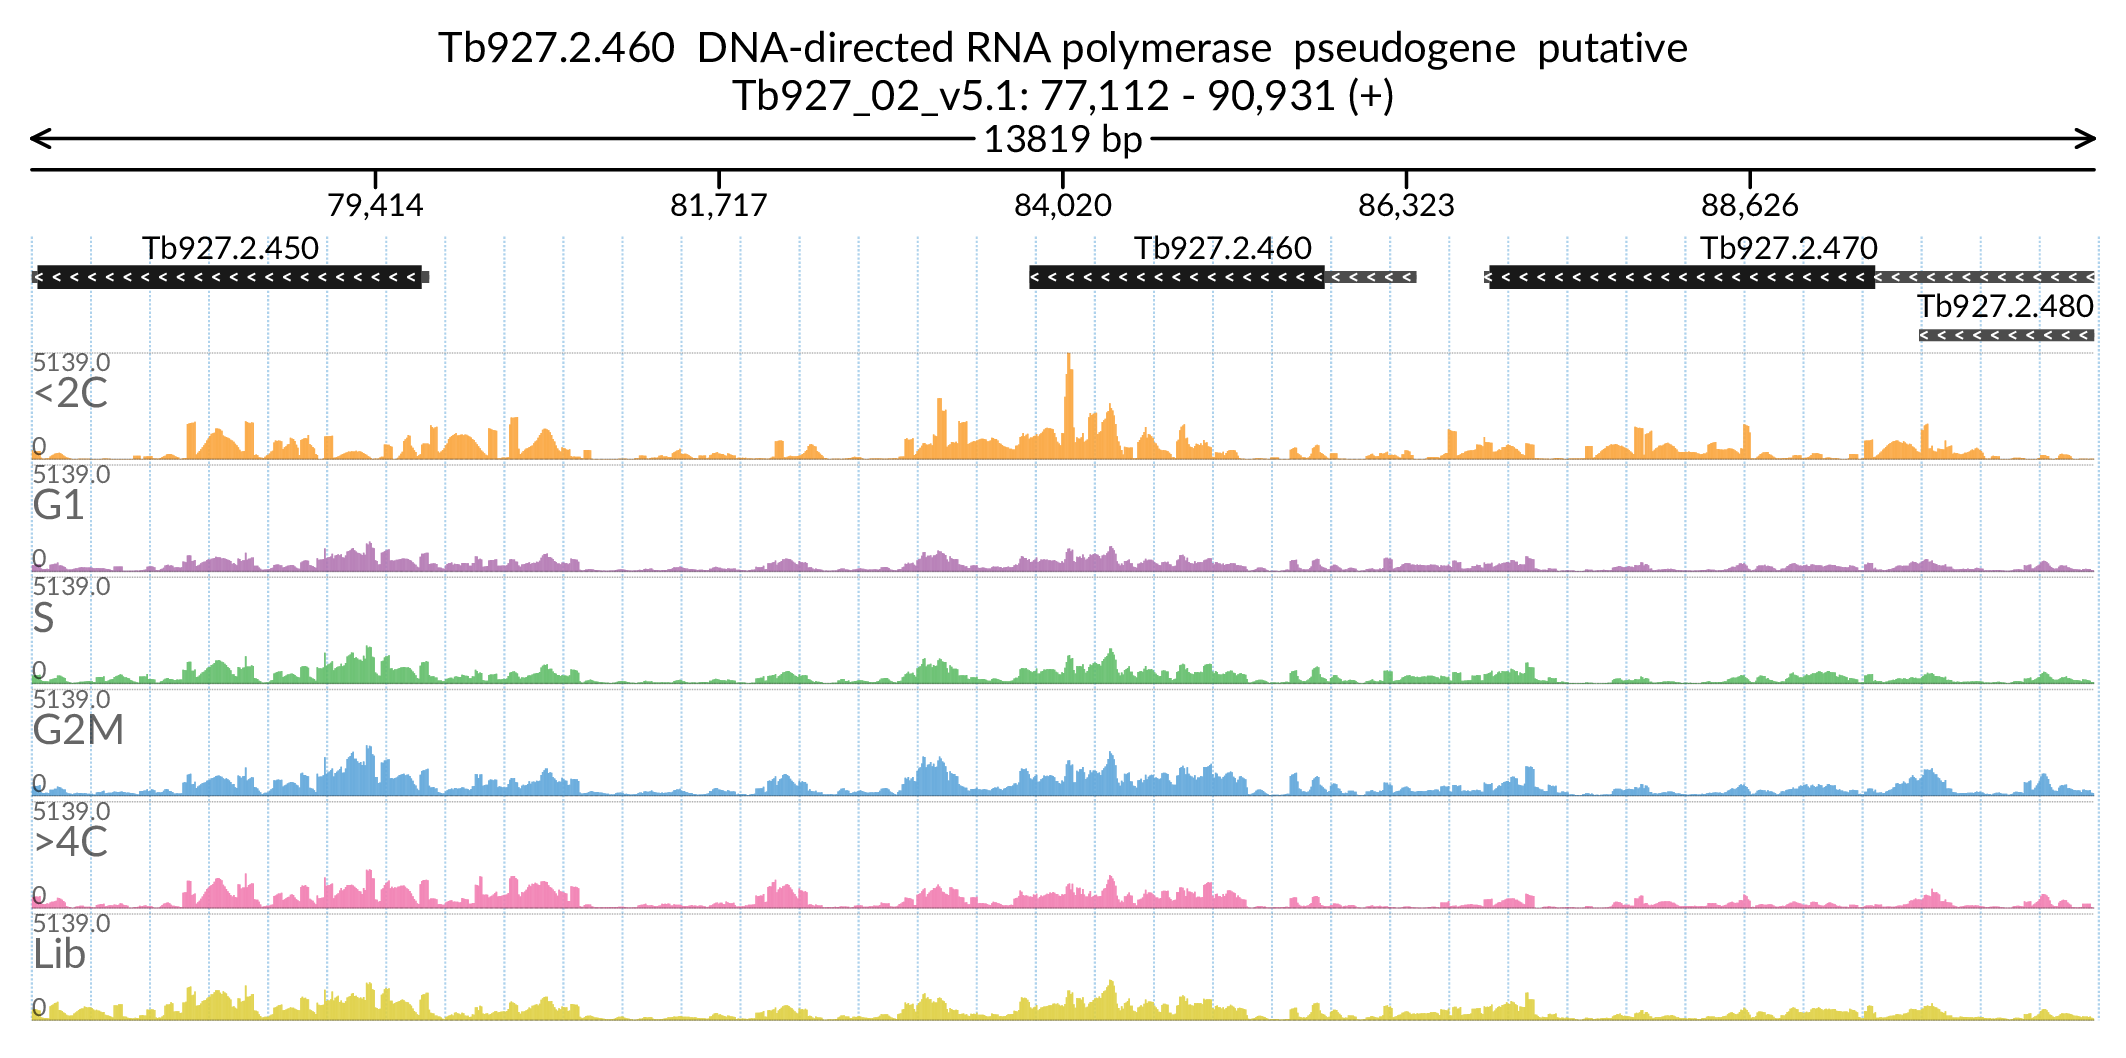 Tb927.2.460 DNA-directed RNA polymerase pseudogene putative
Tb927_02_v5.1: 77,112 - 90,931 (+)
13819 bp
79,414 81,717 84,020 86,323 88,626
Tb927.2.450 Tb927.2.460 Tb927.2.470
Tb927.2.480
5139.0
<2C
0
5139.0
G1
0
5139.0
S
0
5139.0
G2M
0
5139.0
>4C
0
5139.0
Lib
0